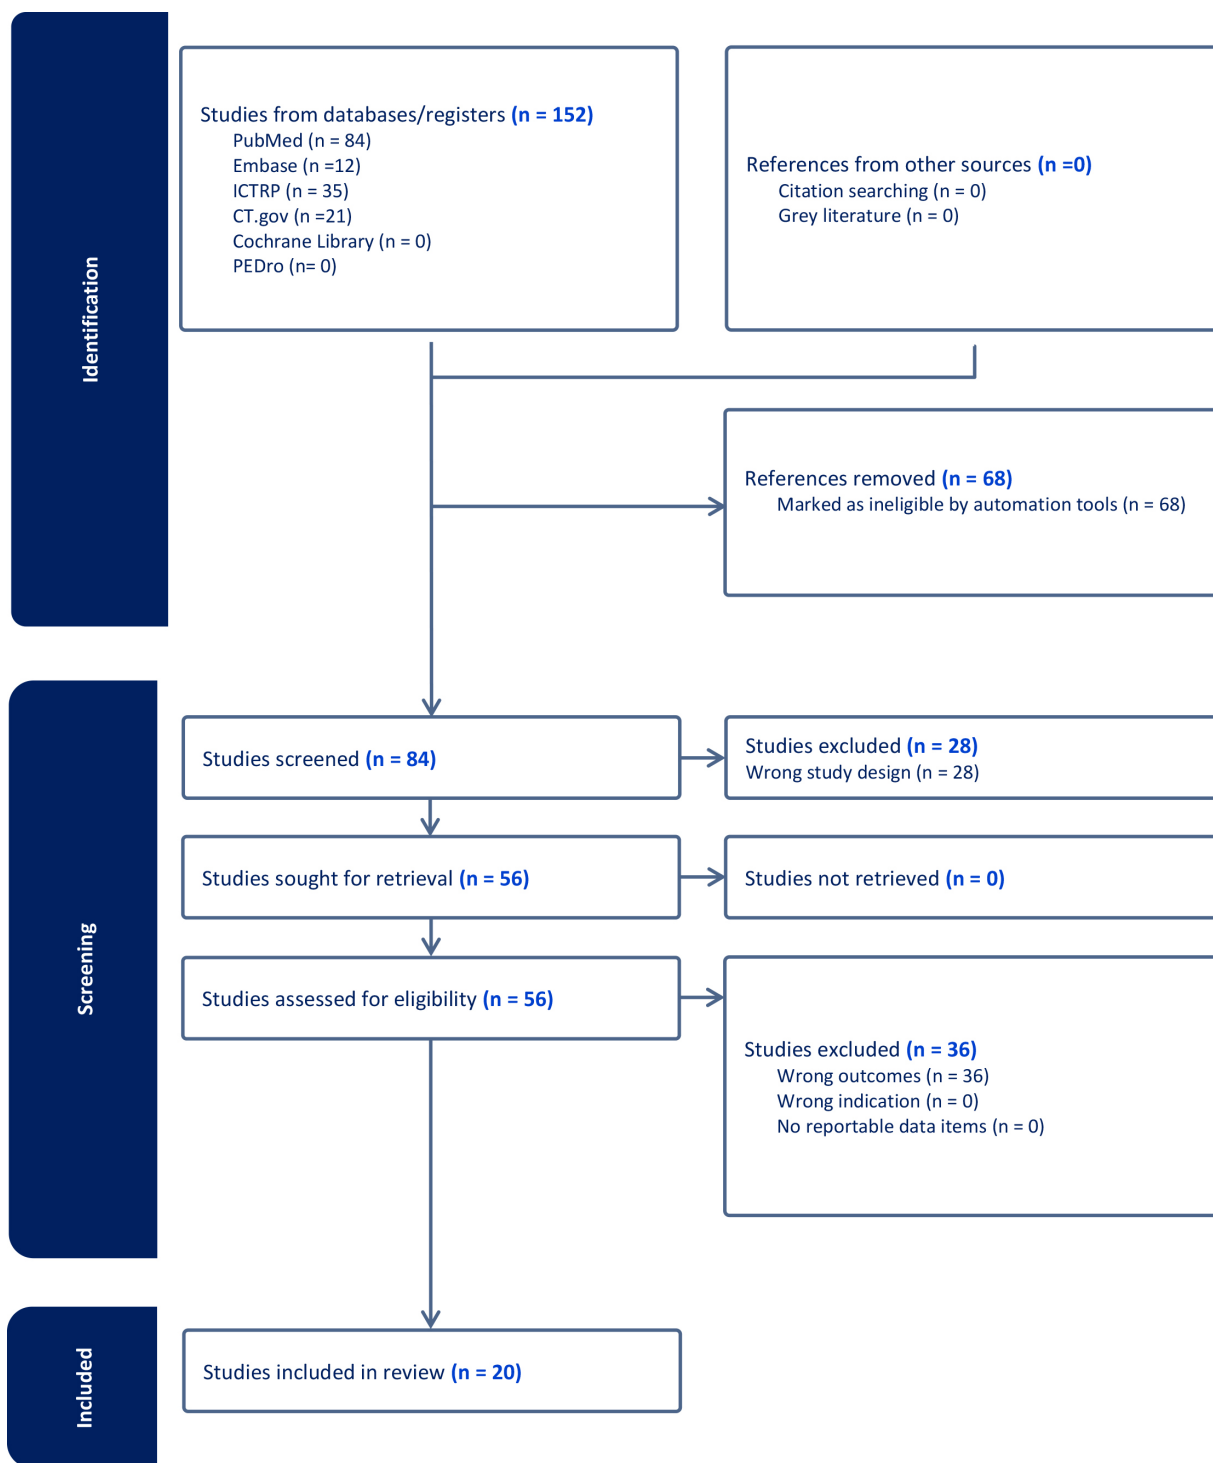 Identification
Studies from databases/registers (n = 152)
PubMed (n = 84)
Embase (n =12)
ICTRP (n = 35)
CT.gov (n =21)
Cochrane Library (n = 0)
PEDro (n= 0)
References from other sources (n =0)
Citation searching (n = 0)
Grey literature (n = 0)
References removed (n = 68)
Marked as ineligible by automation tools (n = 68)
Screening
Studies screened (n = 84)
Studies excluded (n = 28)
Wrong study design (n = 28)
Studies sought for retrieval (n = 56)
Studies not retrieved (n = 0)
Studies assessed for eligibility (n = 56)
Studies excluded (n = 36)
Wrong outcomes (n = 36)
Wrong indication (n = 0)
No reportable data items (n = 0)
Included
Studies included in review (n = 20)